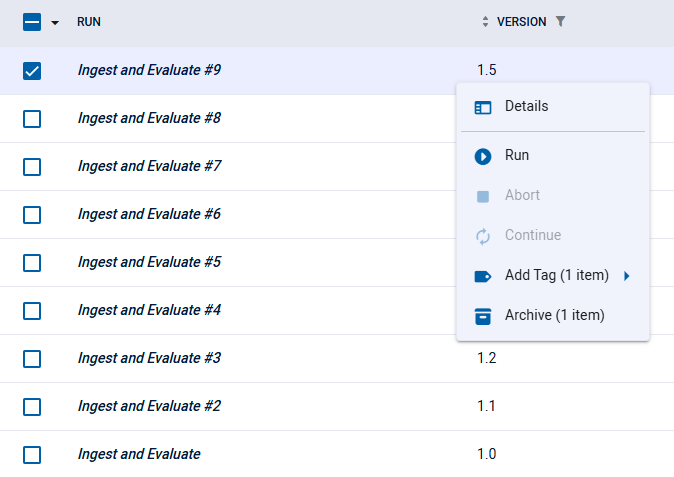 RUN VERSION
Ingest and Evaluate #9 1.5
Ingest and Evaluate #8
Details
Ingest and Evaluate #7
Run
Ingest and Evaluate #6
Abort
Continue
Ingest and Evaluate #5
Add Tag (1 item)
Ingest and Evaluate #4
Archive (1 item)
Ingest and Evaluate #3 1.2
Ingest and Evaluate #2 1.1
Ingest and Evaluate 1.0